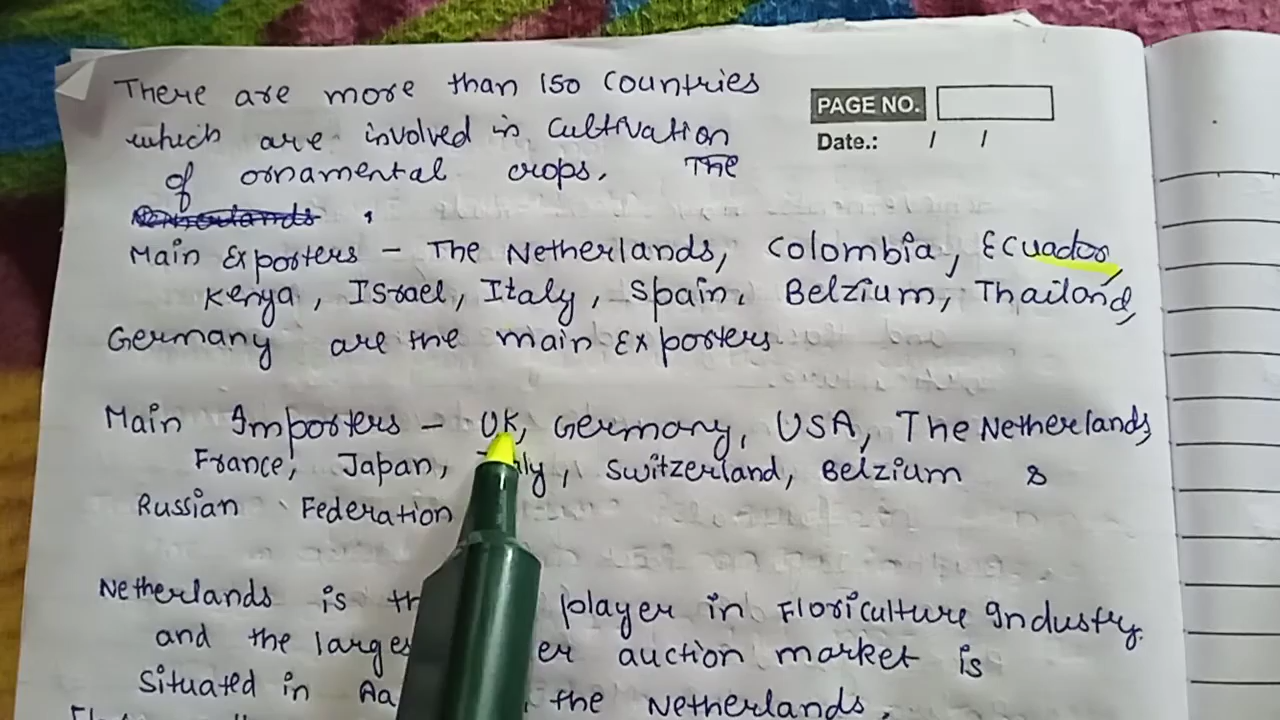 There are more than 150 Countries
PAGE NO.
which are involved in Cultivation
Date.: / /
of ornamental crops. The
Main Exporters - The Netherlands, Colombia, Ecuador,
Kenya, Israel, Italy, Spain, Belzium, Thailand,
Germany are the main Exporters
Main Importers - UK, Germany, USA, The Netherlands,
France, Japan, Switzerland, Belzium &
Russian Federation
Netherlands is player in Floriculture Industry.
and the auction market is
Situated in the Netherlands.